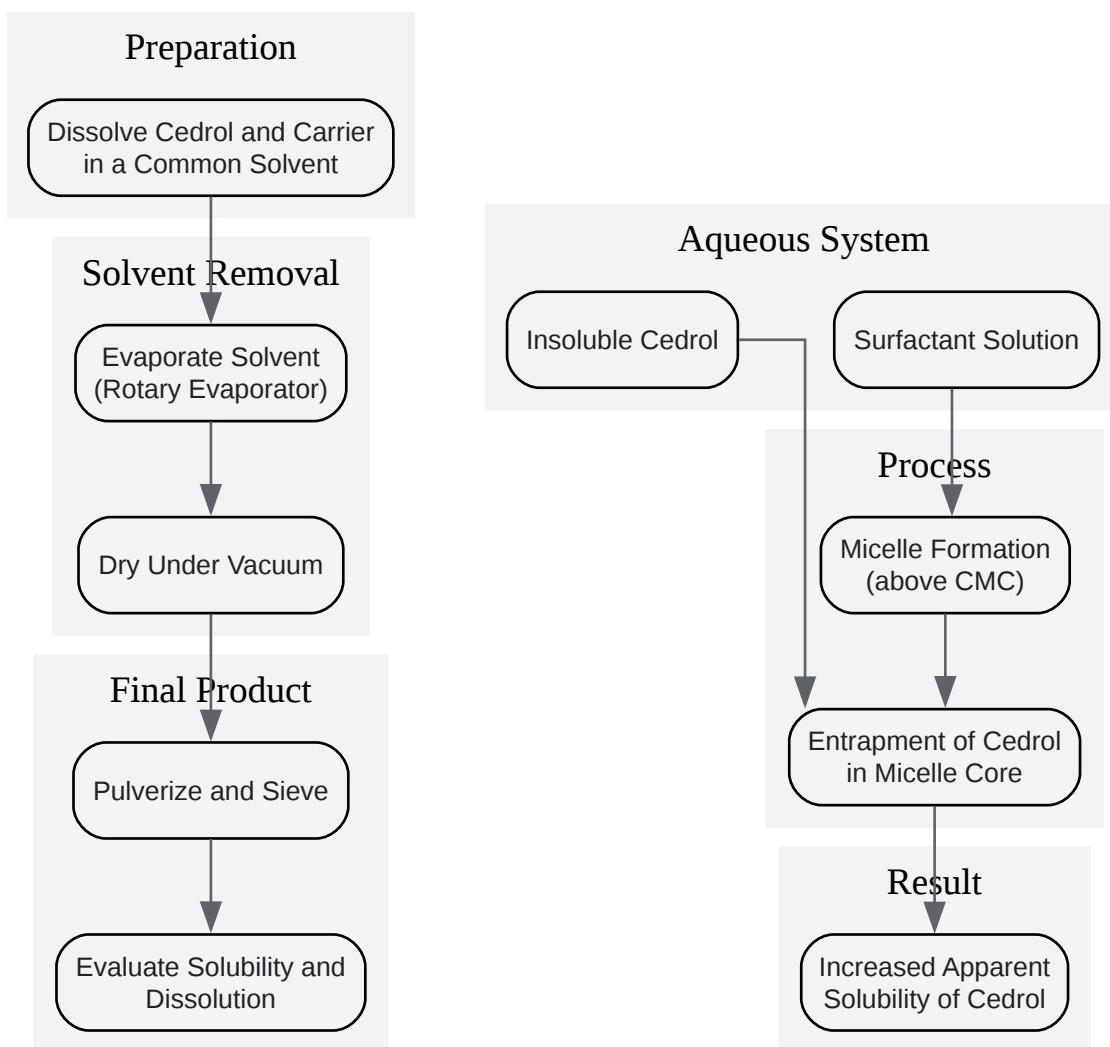 Preparation
Dissolve Cedrol and Carrier
in a Common Solvent
Solvent Removal
Evaporate Solvent
(Rotary Evaporator)
Dry Under Vacuum
Final Product
Pulverize and Sieve
Evaluate Solubility and
Dissolution
Aqueous System
Insoluble Cedrol
Surfactant Solution
Process
Micelle Formation
(above CMC)
Entrapment of Cedrol
in Micelle Core
Result
Increased Apparent
Solubility of Cedrol